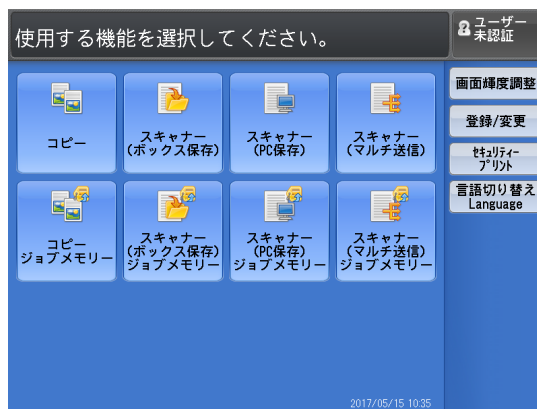 使用する機能を選択してください。
ユーザー
未認証
コピー
スキャナー
(ボックス保存)
スキャナー
(PC保存)
スキャナー
(マルチ送信)
コピー
ジョブメモリー
スキャナー
(ボックス保存)
ジョブメモリー
スキャナー
(PC保存)
ジョブメモリー
スキャナー
(マルチ送信)
ジョブメモリー
画面輝度調整
登録/変更
ｾｷｭﾘﾃｨｰ
ﾌﾟﾘﾝﾄ
言語切り替え
Language
2017/05/15 10:35